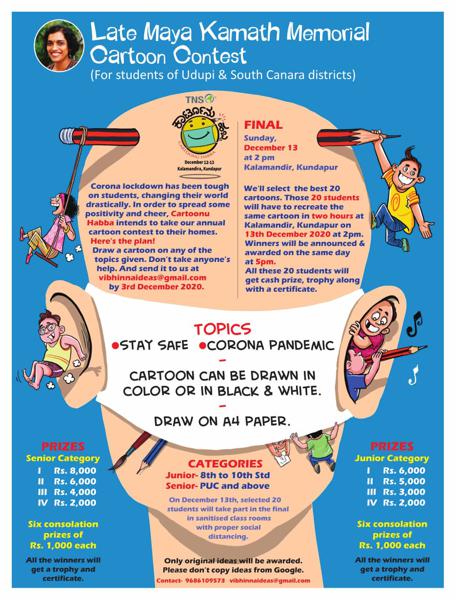 Late Maya Kamath Memorial
Cartoon Contest
(For students of Udupi & South Canara districts)
TNS
ಕಾರ್ಟೂನು ಹಬ್ಬ
December 12-13
Kalamandira, Kundapur
Corona lockdown has been tough
on students, changing their world
drastically. In order to spread some
positivity and cheer, Cartoonu
Habba intends to take our annual
cartoon contest to their homes.
Here's the plan!
Draw a cartoon on any of the
topics given. Don't take anyone's
help. And send it to us at
vibhinnaideas@gmail.com
by 3rd December 2020.
FINAL
Sunday,
December 13
at 2 pm
Kalamandir, Kundapur
We'll select the best 20
cartoons. Those 20 students
will have to recreate the
same cartoon in two hours at
Kalamandir, Kundapur on
13th December 2020 at 2pm.
Winners will be announced &
awarded on the same day
at 5pm.
All these 20 students will
get cash prize, trophy along
with a certificate.
TOPICS
•STAY SAFE •CORONA PANDEMIC
–
CARTOON CAN BE DRAWN IN
COLOR OR IN BLACK & WHITE.
–
DRAW ON A4 PAPER.
PRIZES
Senior Category
I Rs. 8,000
II Rs. 6,000
III Rs. 4,000
IV Rs. 2,000
Six consolation
prizes of
Rs. 1,000 each
All the winners will
get a trophy and
certificate.
CATEGORIES
Junior- 8th to 10th Std
Senior- PUC and above
On December 13th, selected 20
students will take part in the final
in sanitised class rooms
with proper social
distancing.
Only original ideas will be awarded.
Please don't copy ideas from Google.
Contact- 9686109573 vibhinnaideas@gmail.com
PRIZES
Junior Category
I Rs. 6,000
II Rs. 5,000
III Rs. 3,000
IV Rs. 2,000
Six consolation
prizes of
Rs. 1,000 each
All the winners will
get a trophy and
certificate.